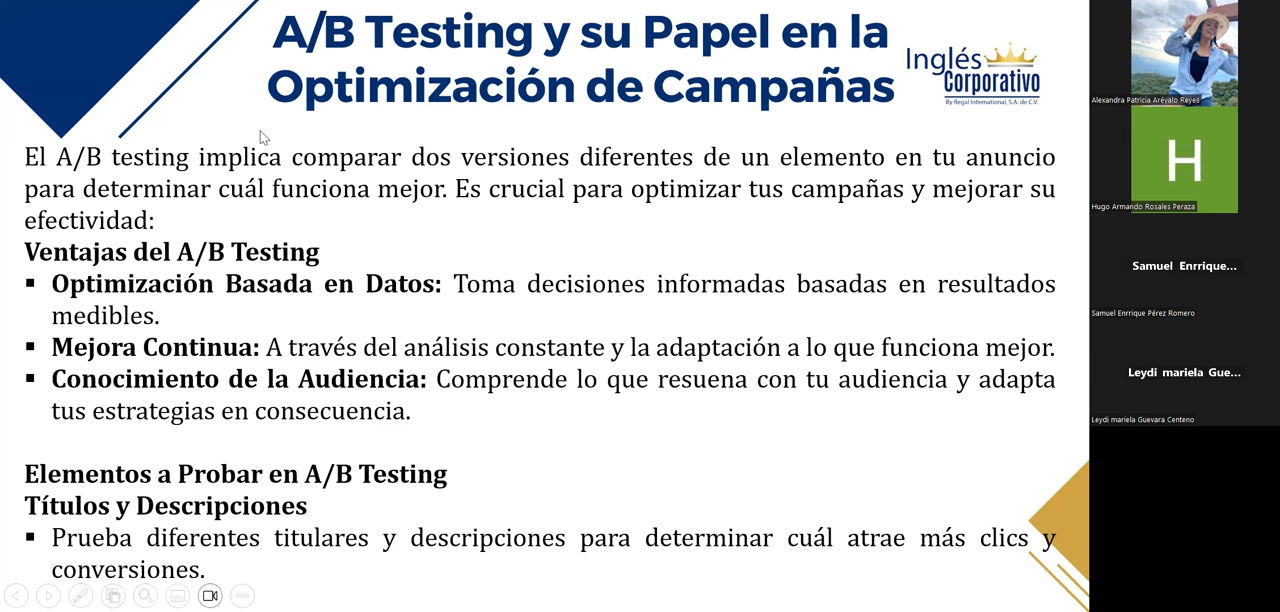 A/B Testing y su Papel en la
Optimización de Campañas
Inglés
Corporativo
By Regal International, S.A. de C.V.
El A/B testing implica comparar dos versiones diferentes de un elemento en tu anuncio
para determinar cuál funciona mejor. Es crucial para optimizar tus campañas y mejorar su
efectividad:
Ventajas del A/B Testing
▪ Optimización Basada en Datos: Toma decisiones informadas basadas en resultados
medibles.
▪ Mejora Continua: A través del análisis constante y la adaptación a lo que funciona mejor.
▪ Conocimiento de la Audiencia: Comprende lo que resuena con tu audiencia y adapta
tus estrategias en consecuencia.
Elementos a Probar en A/B Testing
Títulos y Descripciones
▪ Prueba diferentes titulares y descripciones para determinar cuál atrae más clics y
conversiones.
Alexandra Patricia Arévalo Reyes
H
Hugo Armando Rosales Peraza
Samuel Enrrique...
Samuel Enrrique Pérez Romero
Leydi mariela Gue...
Leydi mariela Guevara Centeno